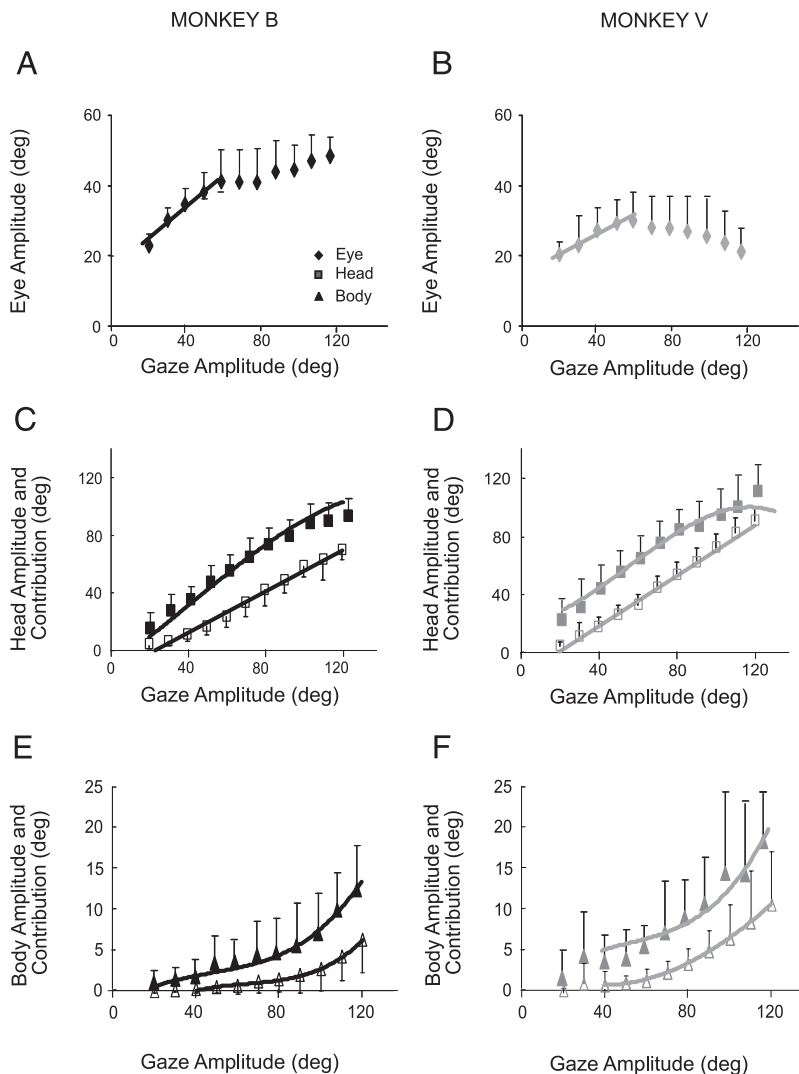 MONKEY B
MONKEY V
A
B
Eye Amplitude (deg)
60
40
20
0
0 40 80 120
Gaze Amplitude (deg)
Eye
Head
Body
Eye Amplitude (deg)
60
40
20
0
0 40 80 120
Gaze Amplitude (deg)
C
D
Head Amplitude and
Contribution (deg)
120
80
40
0
0 40 80 120
Gaze Amplitude (deg)
Head Amplitude and
Contribution (deg)
120
80
40
0
0 40 80 120
Gaze Amplitude (deg)
E
F
Body Amplitude and
Contribution (deg)
25
20
15
10
5
0
0 40 80 120
Gaze Amplitude (deg)
Body Amplitude and
Contribution (deg)
25
20
15
10
5
0
0 40 80 120
Gaze Amplitude (deg)